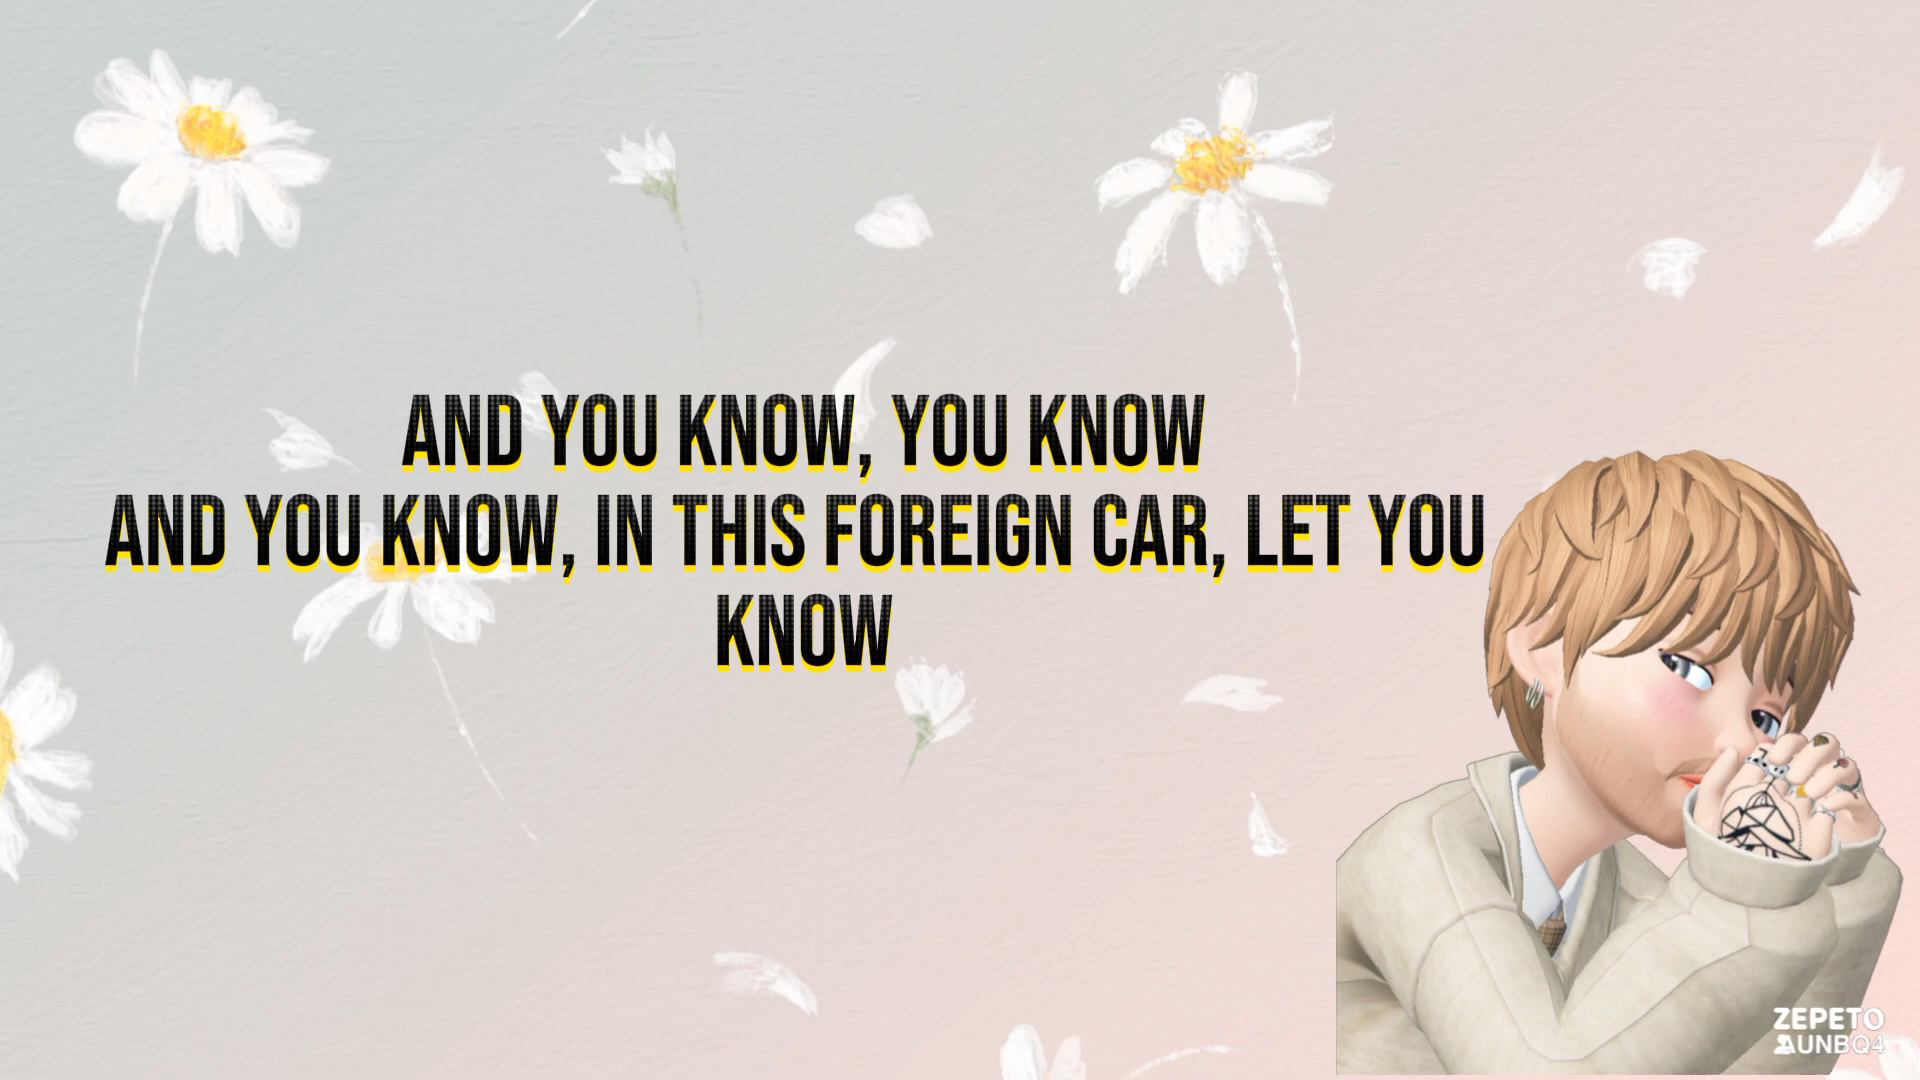 AND YOU KNOW, YOU KNOW
AND YOU KNOW, IN THIS FOREIGN CAR, LET YOU
KNOW
ZEPETO
UNBQ4